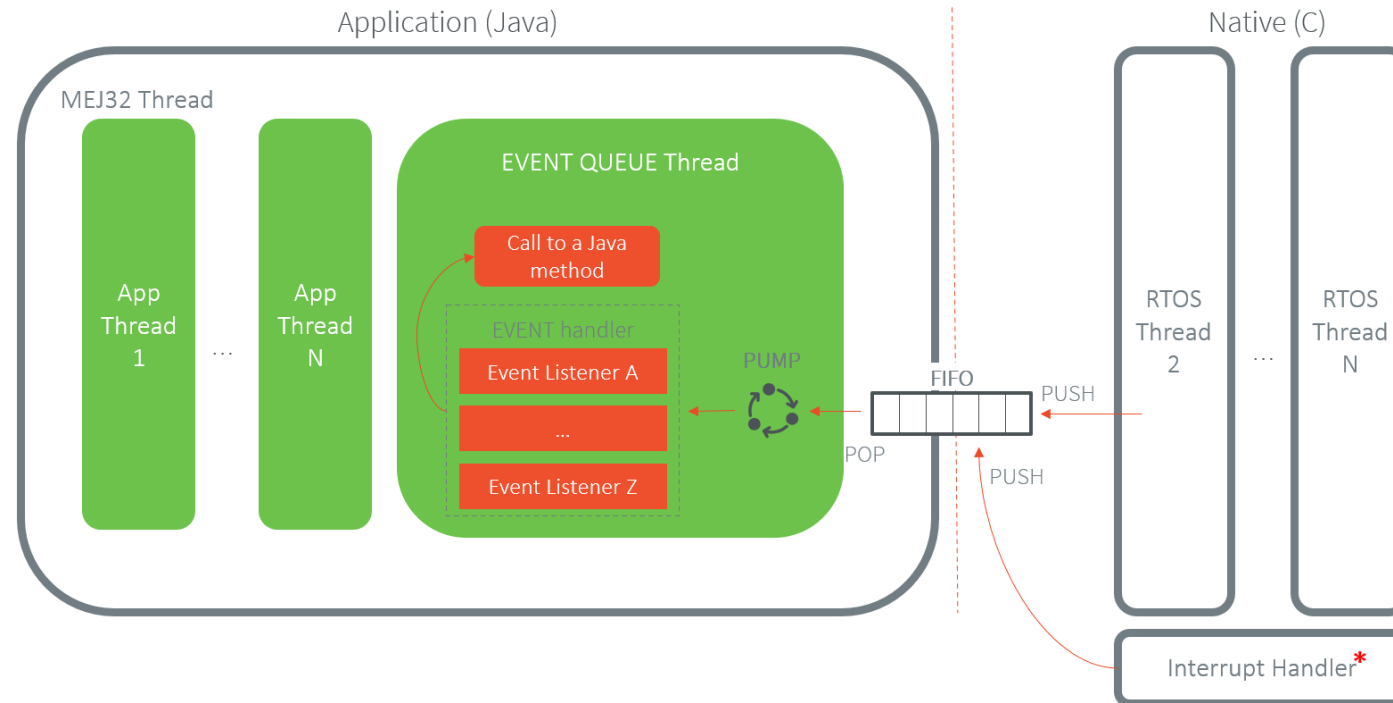 Application (Java)
Native (C)
MEJ32 Thread
App
Thread
1
...
App
Thread
N
EVENT QUEUE Thread
Call to a Java
method
EVENT handler
Event Listener A
...
Event Listener Z
PUMP
POP
FIFO
PUSH
PUSH
RTOS
Thread
2
...
RTOS
Thread
N
Interrupt Handler*